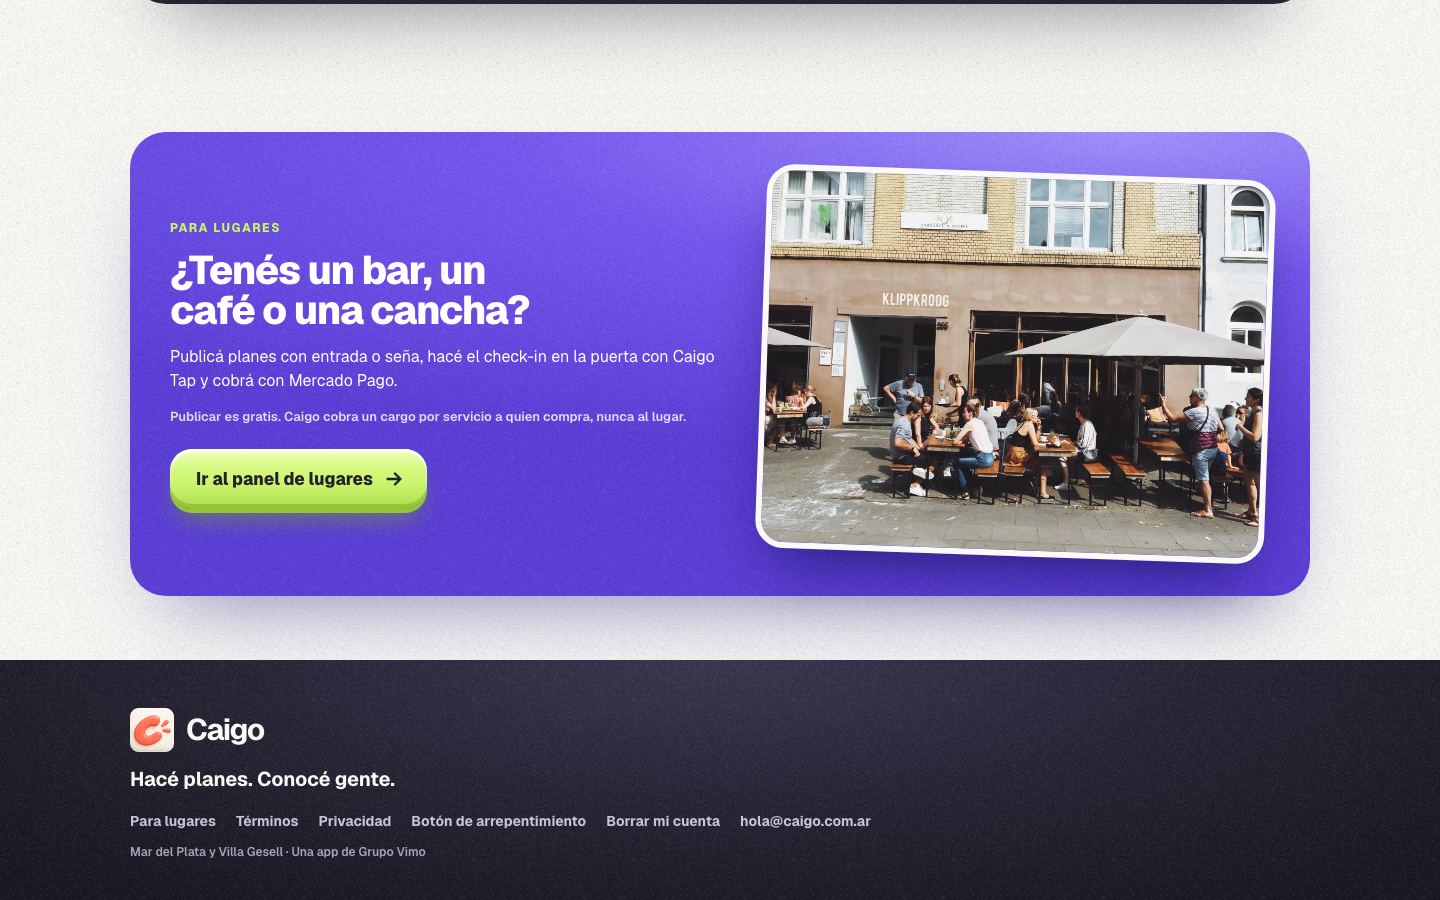 PARA LUGARES
¿Tenés un bar, un
café o una cancha?
Publicá planes con entrada o seña, hacé el check-in en la puerta con Caigo
Tap y cobrá con Mercado Pago.
Publicar es gratis. Caigo cobra un cargo por servicio a quien compra, nunca al lugar.
Ir al panel de lugares →
KLIPPKROOG
Caigo
Hacé planes. Conocé gente.
Para lugares Términos Privacidad Botón de arrepentimiento Borrar mi cuenta hola@caigo.com.ar
Mar del Plata y Villa Gesell · Una app de Grupo Vimo